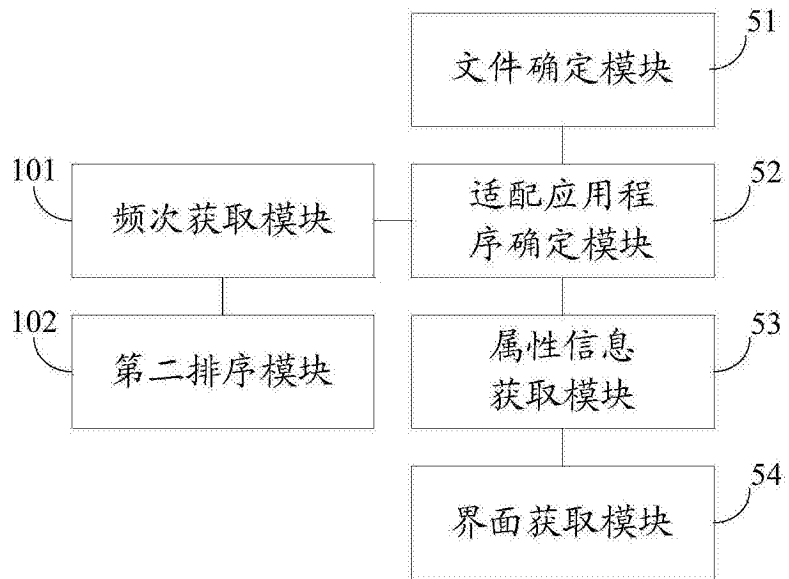 51
文件确定模块
101
频次获取模块
52
适配应用程
序确定模块
102
第二排序模块
53
属性信息
获取模块
54
界面获取模块